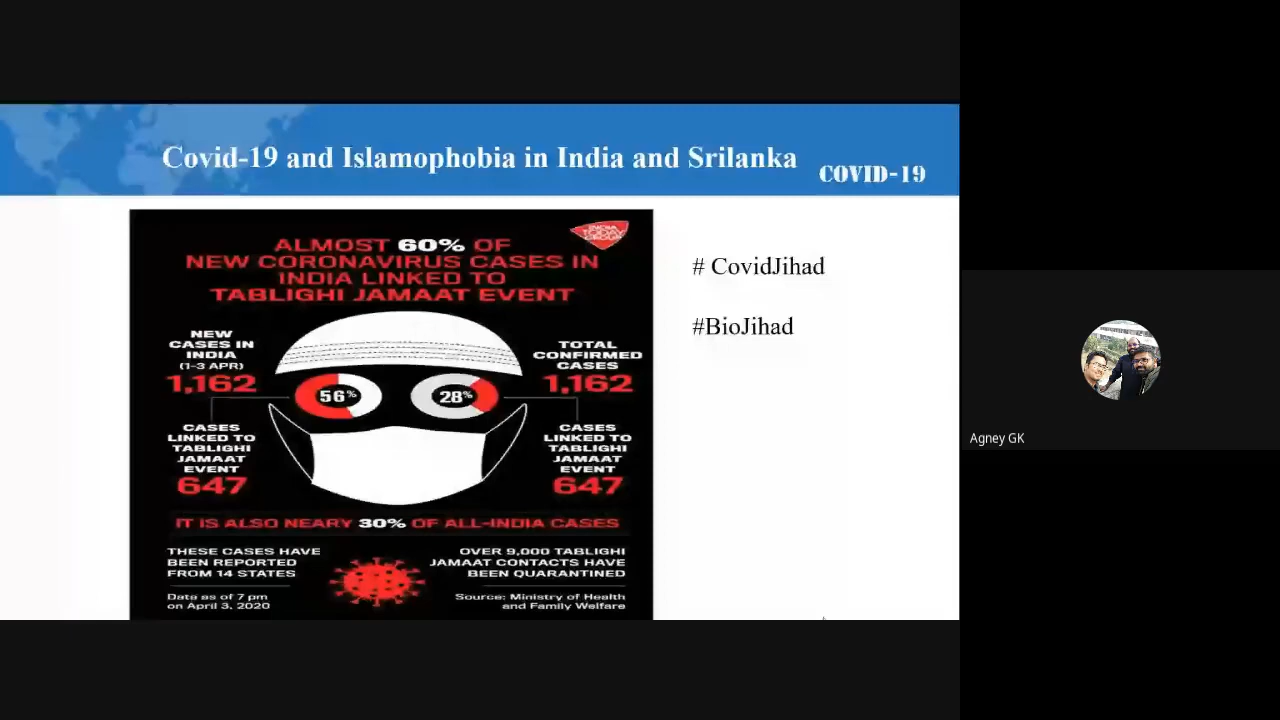 Covid-19 and Islamophobia in India and Srilanka
COVID-19
INDIA
TODAY
GROUP
ALMOST 60% OF
NEW CORONAVIRUS CASES IN
INDIA LINKED TO
TABLIGHI JAMAAT EVENT
NEW
CASES IN
INDIA
(1-3 APR)
1,162
56%
CASES
LINKED TO
TABLIGHI
JAMAAT
EVENT
647
TOTAL
CONFIRMED
CASES
1,162
28%
CASES
LINKED TO
TABLIGHI
JAMAAT
EVENT
647
IT IS ALSO NEARY 30% OF ALL-INDIA CASES
THESE CASES HAVE
BEEN REPORTED
FROM 14 STATES
Data as of 7 pm
on April 3, 2020
OVER 9,000 TABLIGHI
JAMAAT CONTACTS HAVE
BEEN QUARANTINED
Source: Ministry of Health
and Family Welfare
# CovidJihad
#BioJihad
Agney GK